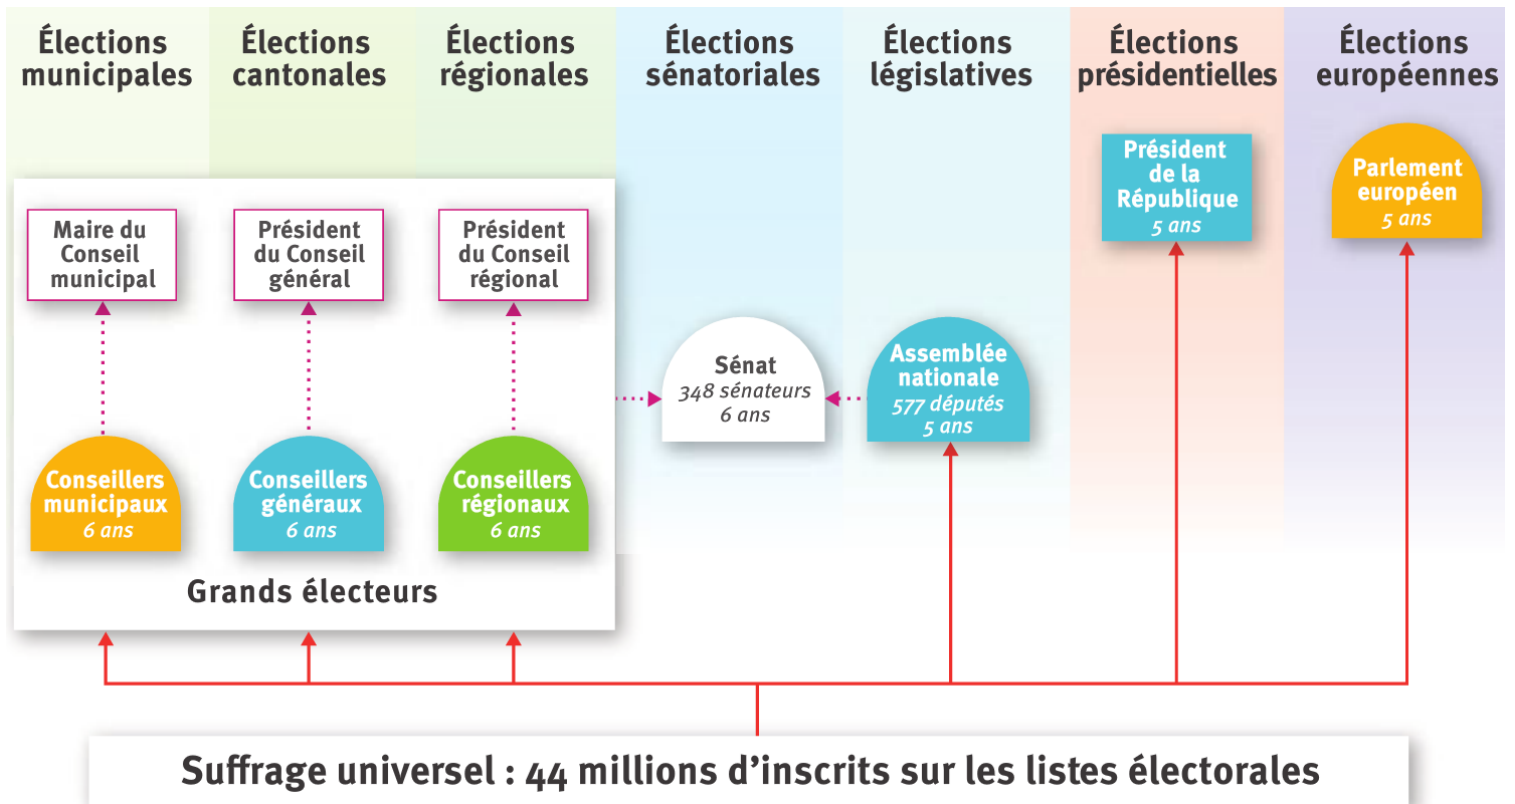 Élections
municipales
Élections
cantonales
Élections
régionales
Élections
sénatoriales
Élections
législatives
Élections
présidentielles
Élections
européennes
Maire du
Conseil
municipal
Président
du Conseil
général
Président
du Conseil
régional
Conseillers
municipaux
6 ans
Conseillers
généraux
6 ans
Conseillers
régionaux
6 ans
Grands électeurs
Sénat
348 sénateurs
6 ans
Assemblée
nationale
577 députés
5 ans
Président
de la
République
5 ans
Parlement
européen
5 ans
Suffrage universel : 44 millions d’inscrits sur les listes électorales